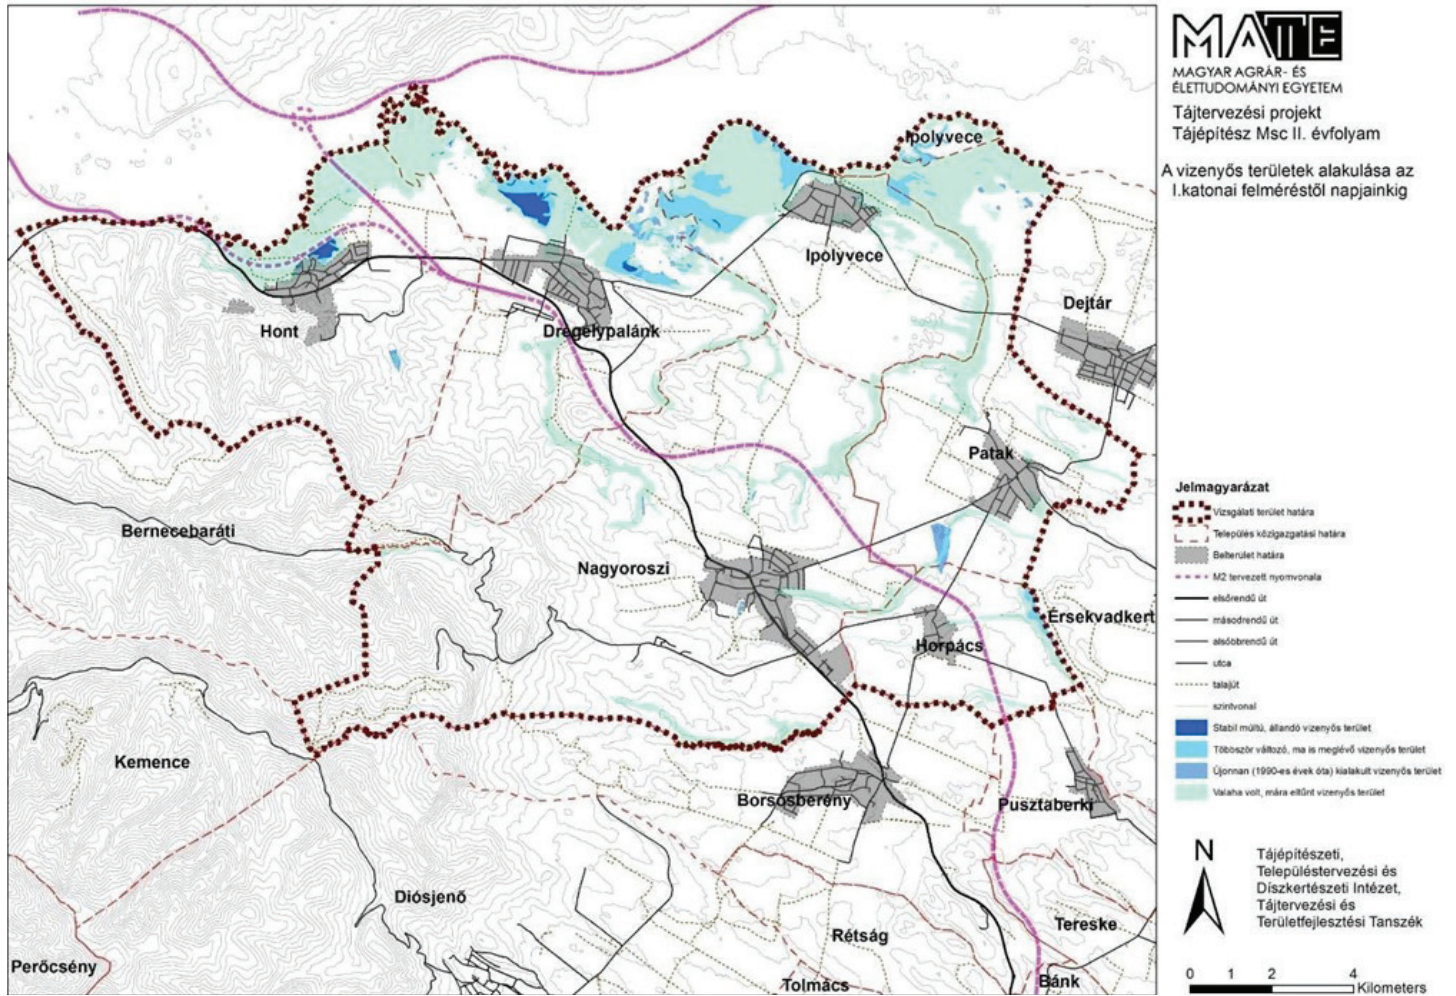 MATE
MAGYAR AGRÁR- ÉS
ÉLETTUDOMÁNYI EGYETEM
Tájtervezési projekt
Tájépítész Msc II. évfolyam
A vizenyős területek alakulása az
I.katonai felméréstől napjainkig
Ipolyvece
Ipolyvece
Dejtár
Hont
Drégelypalánk
Patak
Bernecebaráti
Nagyoroszi
Érsekvadkert
Horpács
Kemence
Borsosberény
Pusztaberki
Diósjenő
Rétság
Tereske
Perőcsény
Tolmács
Bánk
Jelmagyarázat
Vizsgálati terület határa
Település közigazgatási határa
Belterület határa
M2 tervezett nyomvonala
elsőrendű út
másodrendű út
alsóbbrendű út
utca
talajút
szintvonal
Stabil múltú, állandó vizenyős terület
Többször változó, ma is meglévő vizenyős terület
Újonnan (1990-es évek óta) kialakult vizenyős terület
Valaha volt, mára eltűnt vizenyős terület
N
Tájépítészeti,
Településtervezési és
Díszkertészeti Intézet,
Tájtervezési és
Területfejlesztési Tanszék
0 1 2 4
Kilometers